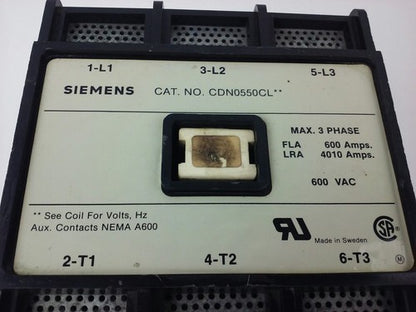 1-L1 3-L2 5-L3
SIEMENS CAT. NO. CDN0550CL**
MAX. 3 PHASE
FLA 600 Amps.
LRA 4010 Amps.
600 VAC
** See Coil For Volts, Hz
Aux. Contacts NEMA A600
RU SA
Made in Sweden
2-T1 4-T2 6-T3 M